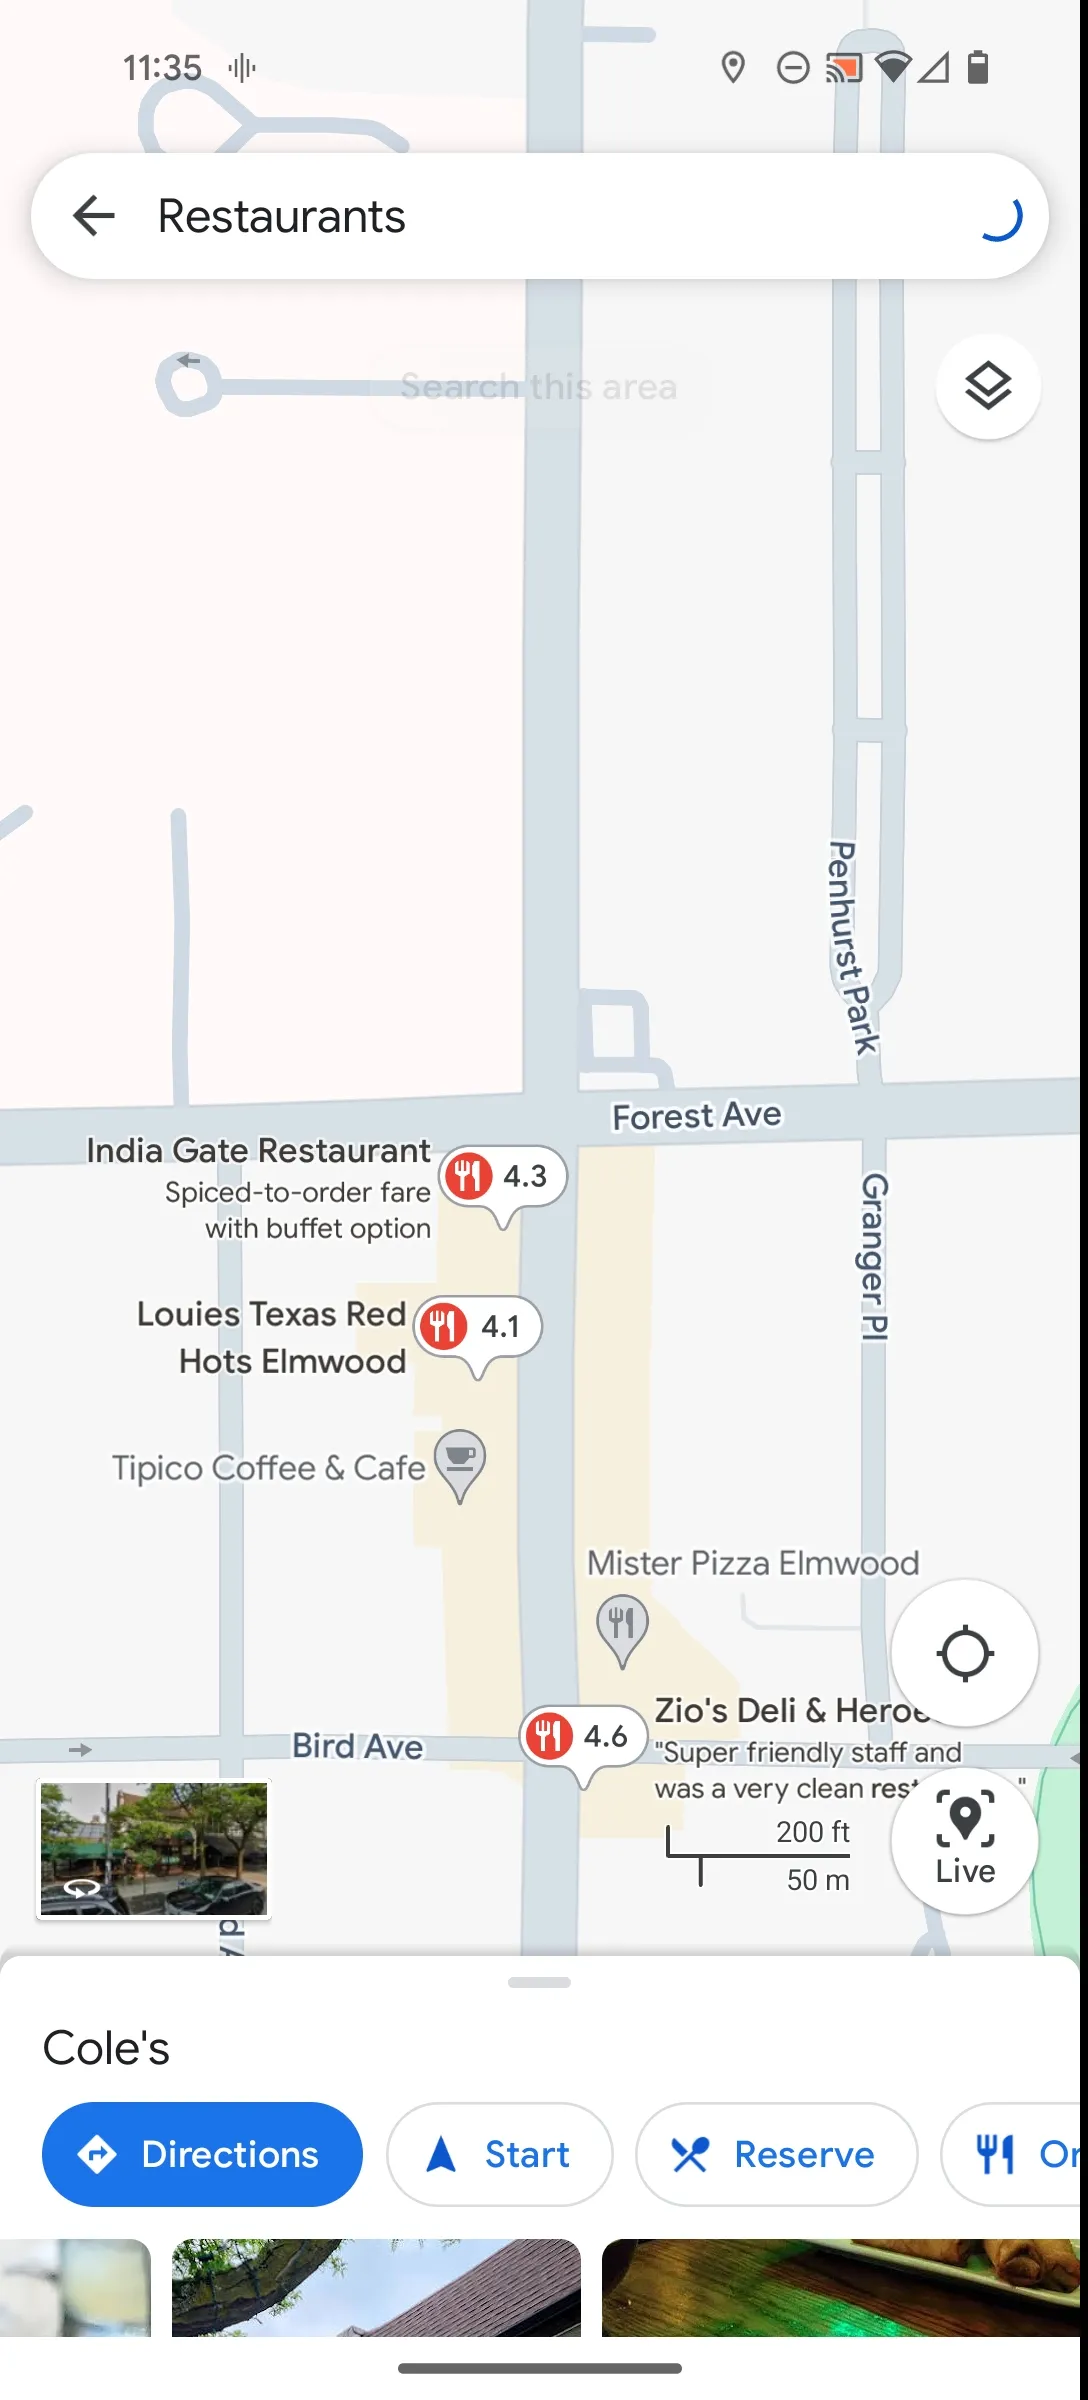 11:35
Restaurants
Search this area
Penhurst Park
Forest Ave
India Gate Restaurant
Spiced-to-order fare
with buffet option
4.3
Granger Pl
Louies Texas Red
Hots Elmwood
4.1
Tipico Coffee & Cafe
Mister Pizza Elmwood
Zio's Deli & Heroe
4.6
"Super friendly staff and
was a very clean rest "
Bird Ave
200 ft
50 m
Live
Cole's
Directions
Start
Reserve
Or